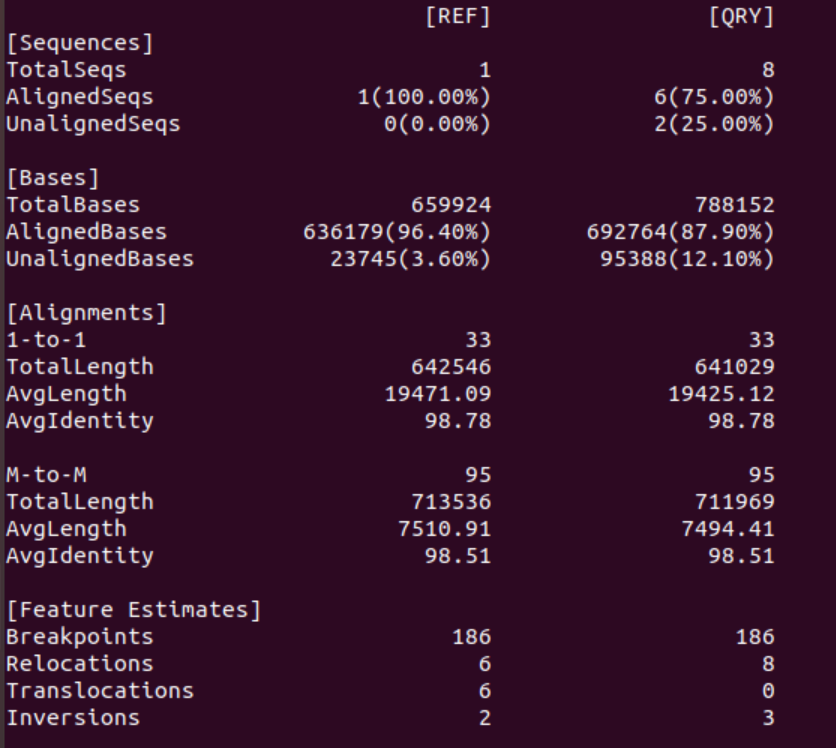 [REF] [QRY]
[Sequences]
TotalSeqs 1 8
AlignedSeqs 1(100.00%) 6(75.00%)
UnalignedSeqs 0(0.00%) 2(25.00%)
[Bases]
TotalBases 659924 788152
AlignedBases 636179(96.40%) 692764(87.90%)
UnalignedBases 23745(3.60%) 95388(12.10%)
[Alignments]
1-to-1 33 33
TotalLength 642546 641029
AvgLength 19471.09 19425.12
AvgIdentity 98.78 98.78
M-to-M 95 95
TotalLength 713536 711969
AvgLength 7510.91 7494.41
AvgIdentity 98.51 98.51
[Feature Estimates]
Breakpoints 186 186
Relocations 6 8
Translocations 6 0
Inversions 2 3